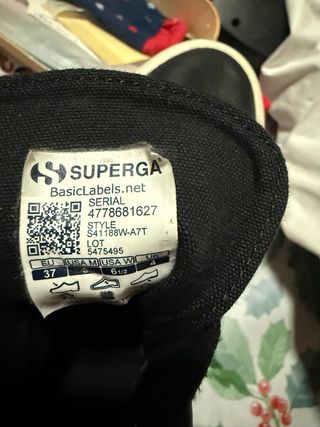 SUPERGA
BasicLabels.net
SERIAL
4778681627
STYLE
S41188W-A7T
LOT
5475495
EU USA M USA W UK
37 6 1/2 4